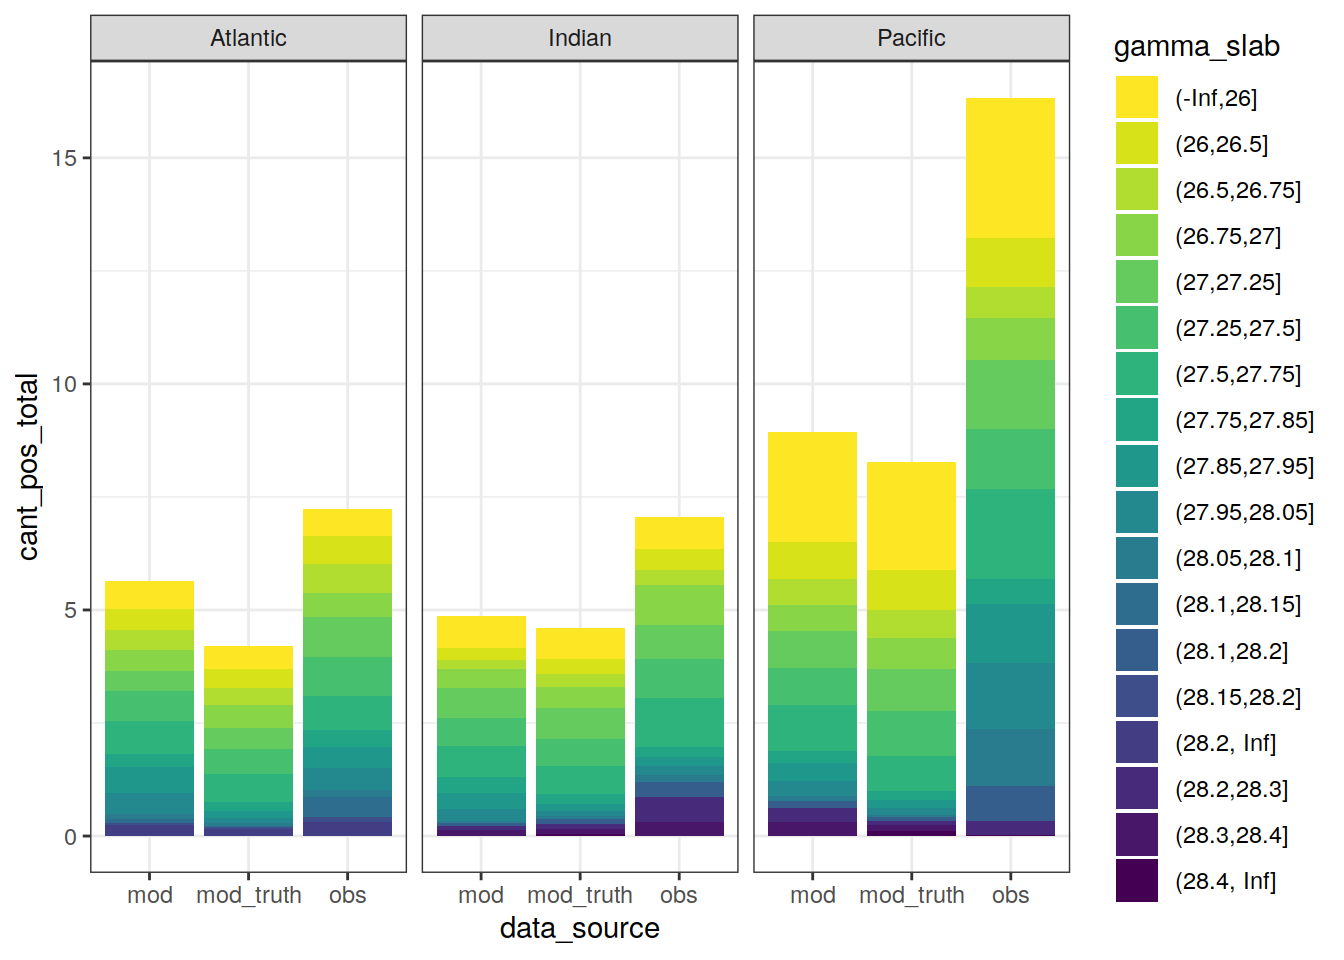 Atlantic
Indian
Pacific
gamma_slab
(-Inf,26]
(26,26.5]
(26.5,26.75]
(26.75,27]
(27,27.25]
(27.25,27.5]
(27.5,27.75]
(27.75,27.85]
(27.85,27.95]
(27.95,28.05]
(28.05,28.1]
(28.1,28.15]
(28.1,28.2]
(28.15,28.2]
(28.2, Inf]
(28.2,28.3]
(28.3,28.4]
(28.4, Inf]
cant_pos_total
15
10
5
0
mod mod_truth obs
mod mod_truth obs
mod mod_truth obs
data_source